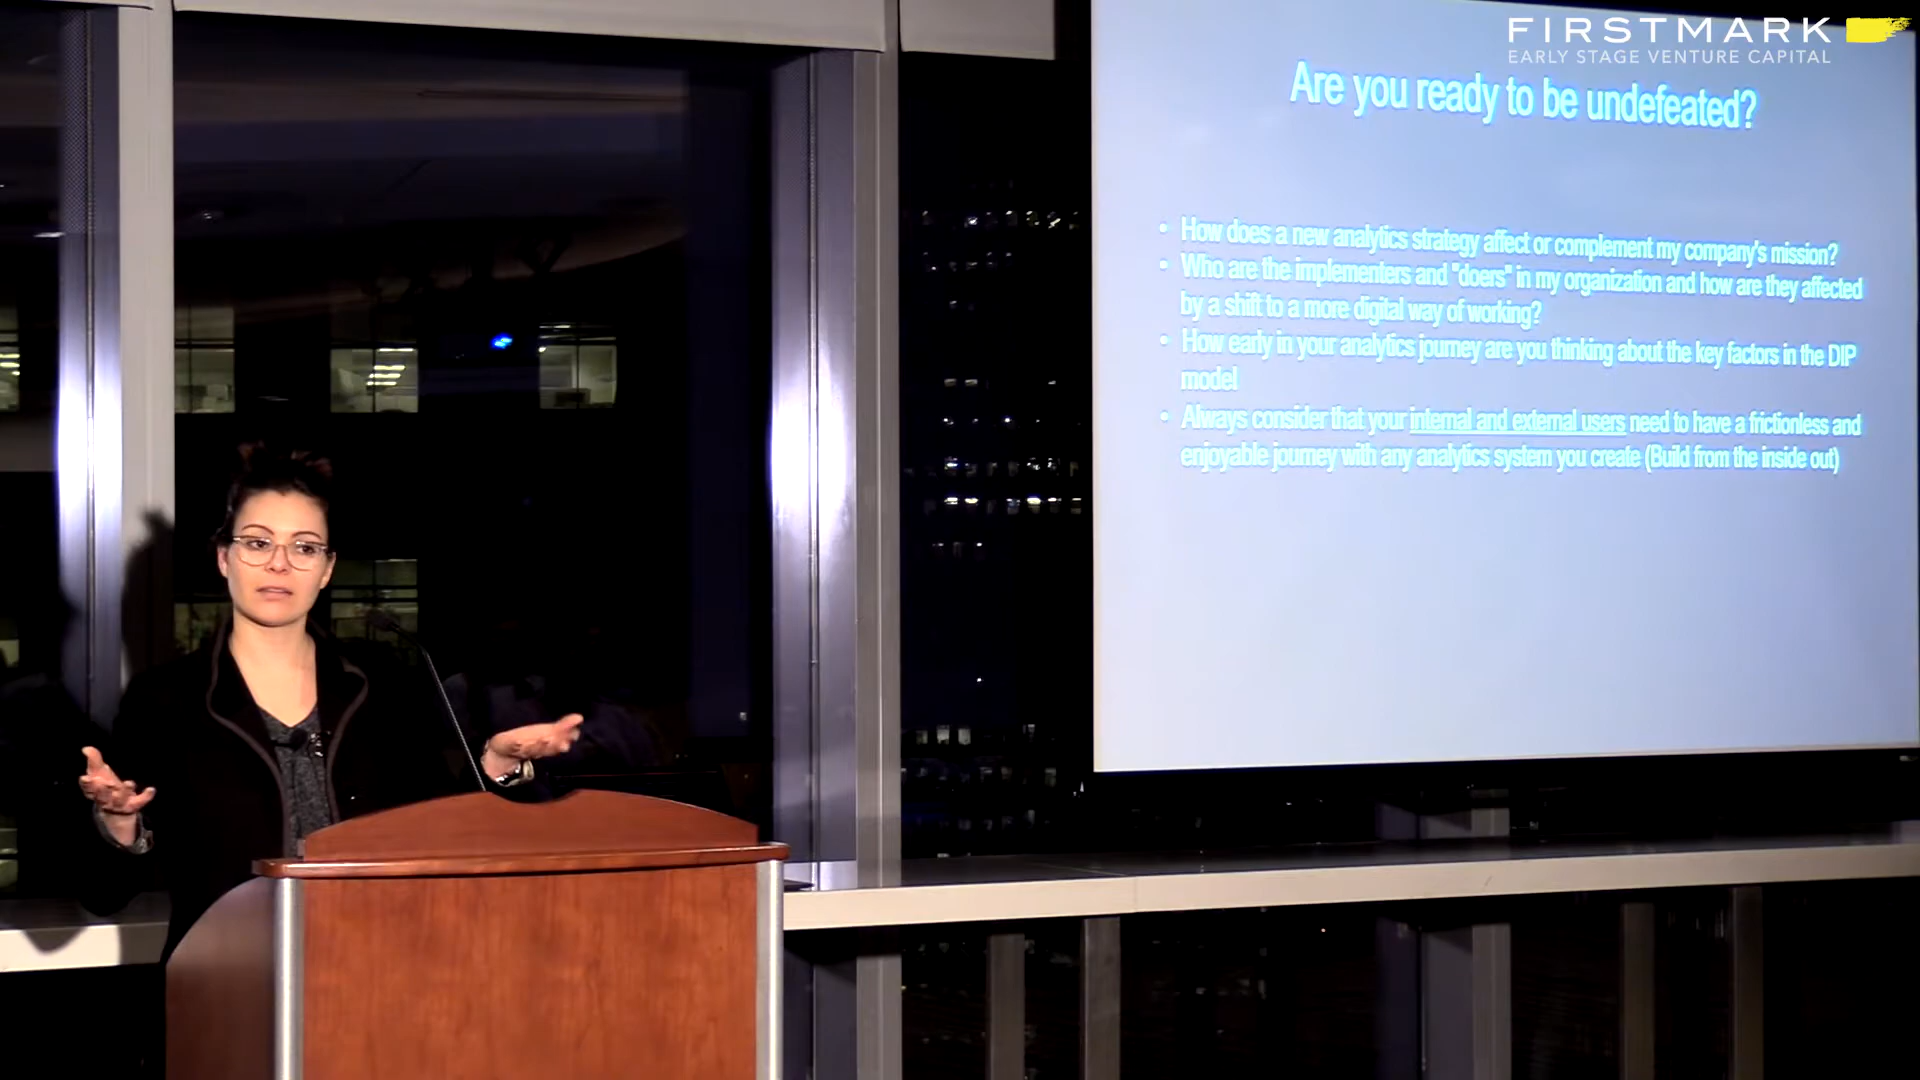 FIRSTMARK
EARLY STAGE VENTURE CAPITAL
Are you ready to be undefeated?
• How does a new analytics strategy affect or complement my company's mission?
• Who are the implementers and "doers" in my organization and how are they affected
by a shift to a more digital way of working?
• How early in your analytics journey are you thinking about the key factors in the DIP
model
• Always consider that your internal and external users need to have a frictionless and
enjoyable journey with any analytics system you create (Build from the inside out)